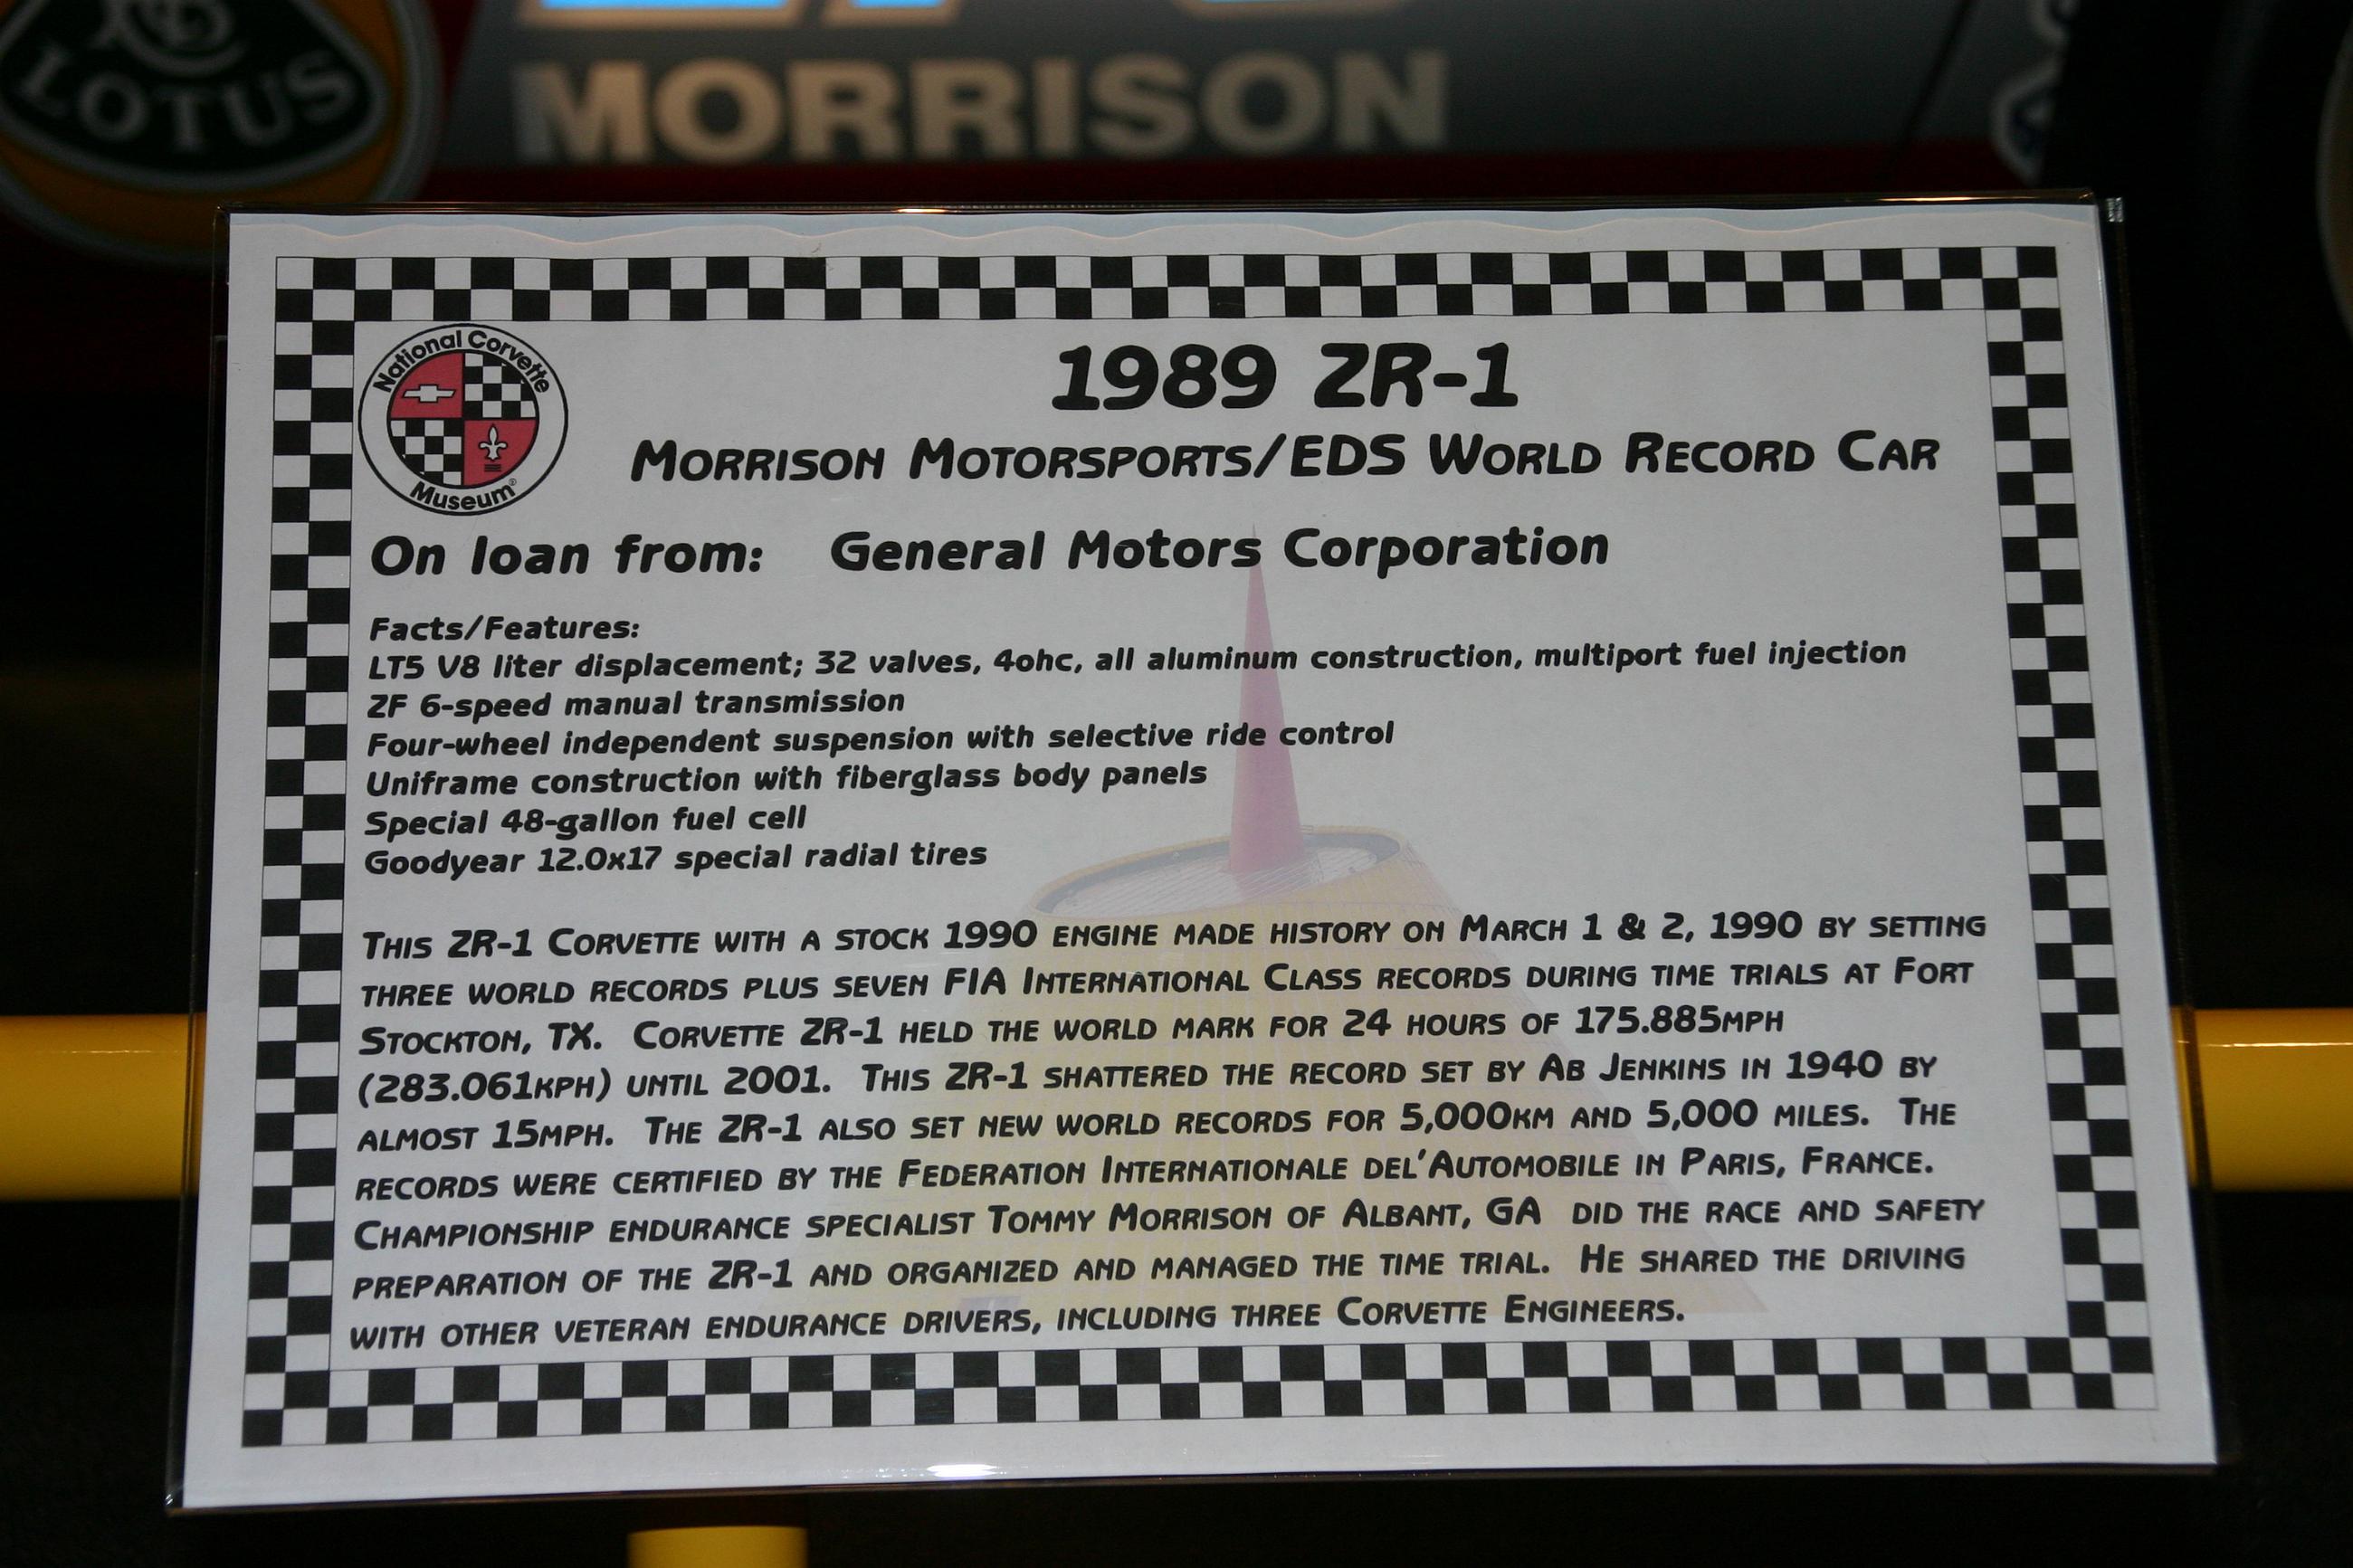 LOTUS
MORRISON
National Corvette
Museum®
1989 ZR-1
MORRISON MOTORSPORTS/EDS WORLD RECORD CAR
On loan from: General Motors Corporation
Facts/Features:
LT5 V8 liter displacement; 32 valves, 4ohc, all aluminum construction, multiport fuel injection
ZF 6-speed manual transmission
Four-wheel independent suspension with selective ride control
Uniframe construction with fiberglass body panels
Special 48-gallon fuel cell
Goodyear 12.0x17 special radial tires
THIS ZR-1 CORVETTE WITH A STOCK 1990 ENGINE MADE HISTORY ON MARCH 1 & 2, 1990 BY SETTING
THREE WORLD RECORDS PLUS SEVEN FIA INTERNATIONAL CLASS RECORDS DURING TIME TRIALS AT FORT
STOCKTON, TX. CORVETTE ZR-1 HELD THE WORLD MARK FOR 24 HOURS OF 175.885MPH
(283.061KPH) UNTIL 2001. THIS ZR-1 SHATTERED THE RECORD SET BY AB JENKINS IN 1940 BY
ALMOST 15MPH. THE ZR-1 ALSO SET NEW WORLD RECORDS FOR 5,000KM AND 5,000 MILES. THE
RECORDS WERE CERTIFIED BY THE FEDERATION INTERNATIONALE DEL'AUTOMOBILE IN PARIS, FRANCE.
CHAMPIONSHIP ENDURANCE SPECIALIST TOMMY MORRISON OF ALBANT, GA DID THE RACE AND SAFETY
PREPARATION OF THE ZR-1 AND ORGANIZED AND MANAGED THE TIME TRIAL. HE SHARED THE DRIVING
WITH OTHER VETERAN ENDURANCE DRIVERS, INCLUDING THREE CORVETTE ENGINEERS.